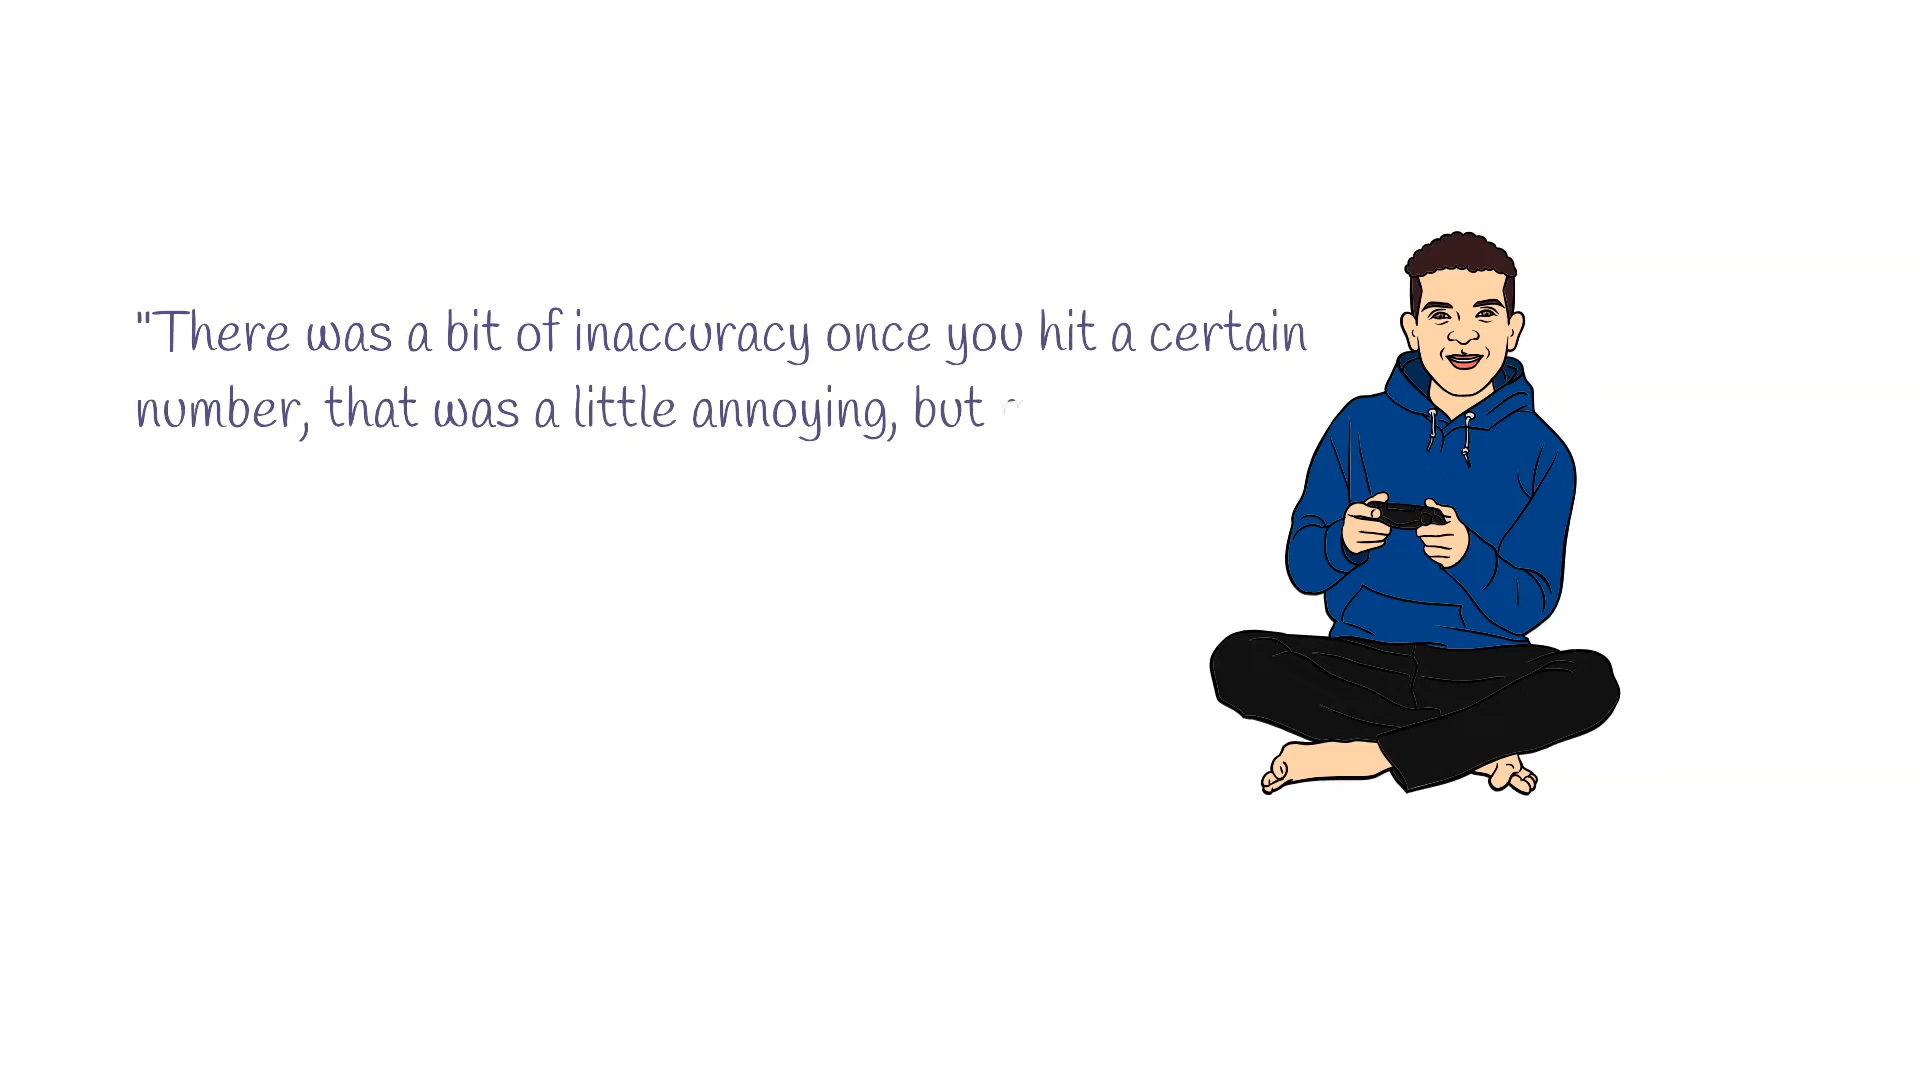 "There was a bit of inaccuracy once you hit a certain
number, that was a little annoying, but